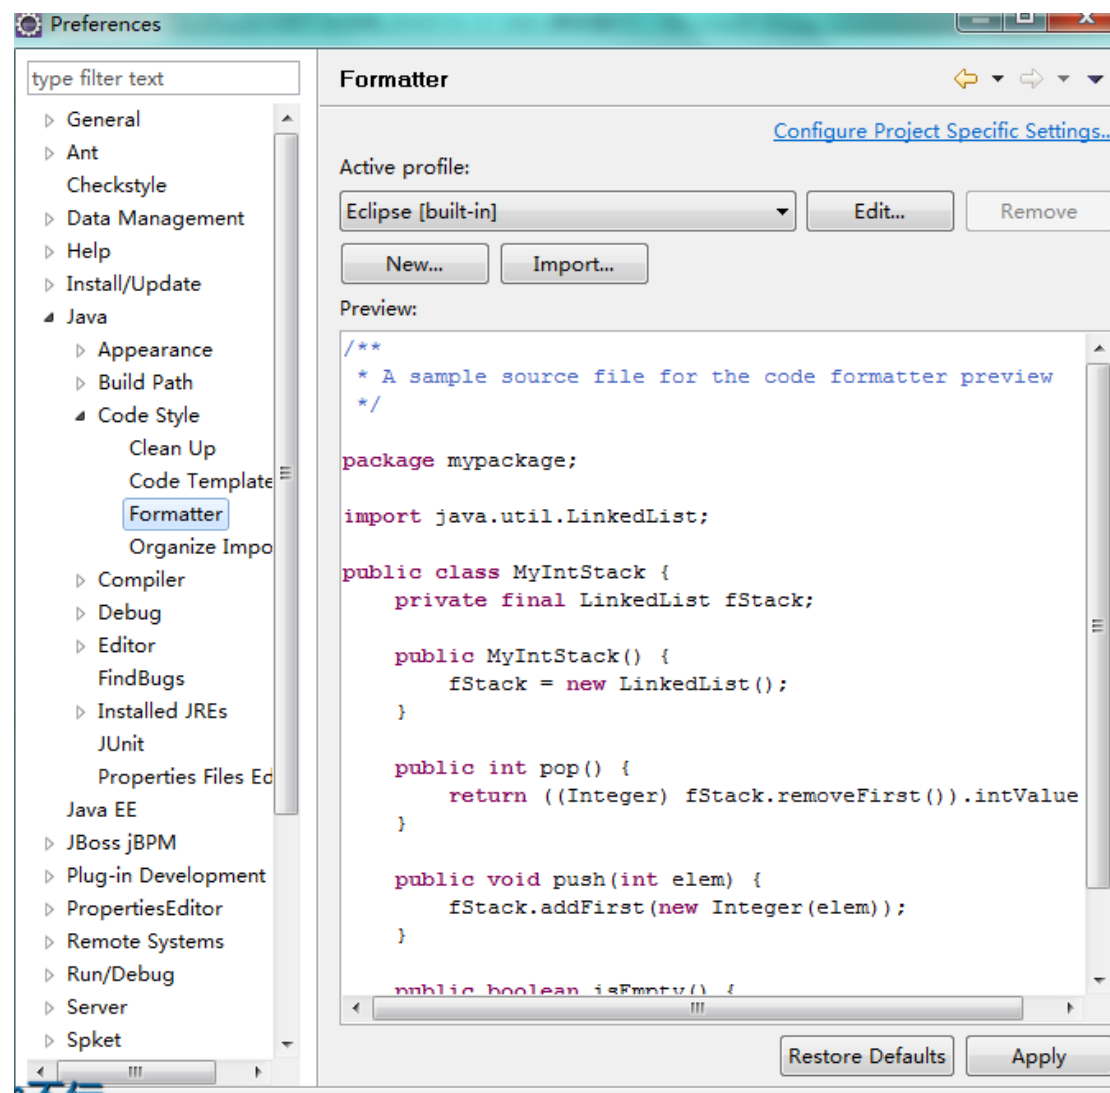 Preferences
type filter text
General
Ant
Checkstyle
Data Management
Help
Install/Update
Java
Appearance
Build Path
Code Style
Clean Up
Code Template
Formatter
Organize Impo
Compiler
Debug
Editor
FindBugs
Installed JREs
JUnit
Properties Files Ed
Java EE
JBoss jBPM
Plug-in Development
PropertiesEditor
Remote Systems
Run/Debug
Server
Spket
Formatter
Configure Project Specific Settings..
Active profile:
Eclipse [built-in]
Edit...
Remove
New...
Import...
Preview:
/**
 * A sample source file for the code formatter preview
 */
package mypackage;
import java.util.LinkedList;
public class MyIntStack {
    private final LinkedList fStack;
    public MyIntStack() {
        fStack = new LinkedList();
    }
    public int pop() {
        return ((Integer) fStack.removeFirst()).intValue
    }
    public void push(int elem) {
        fStack.addFirst(new Integer(elem));
    }
    public boolean isEmpty() {
Restore Defaults
Apply